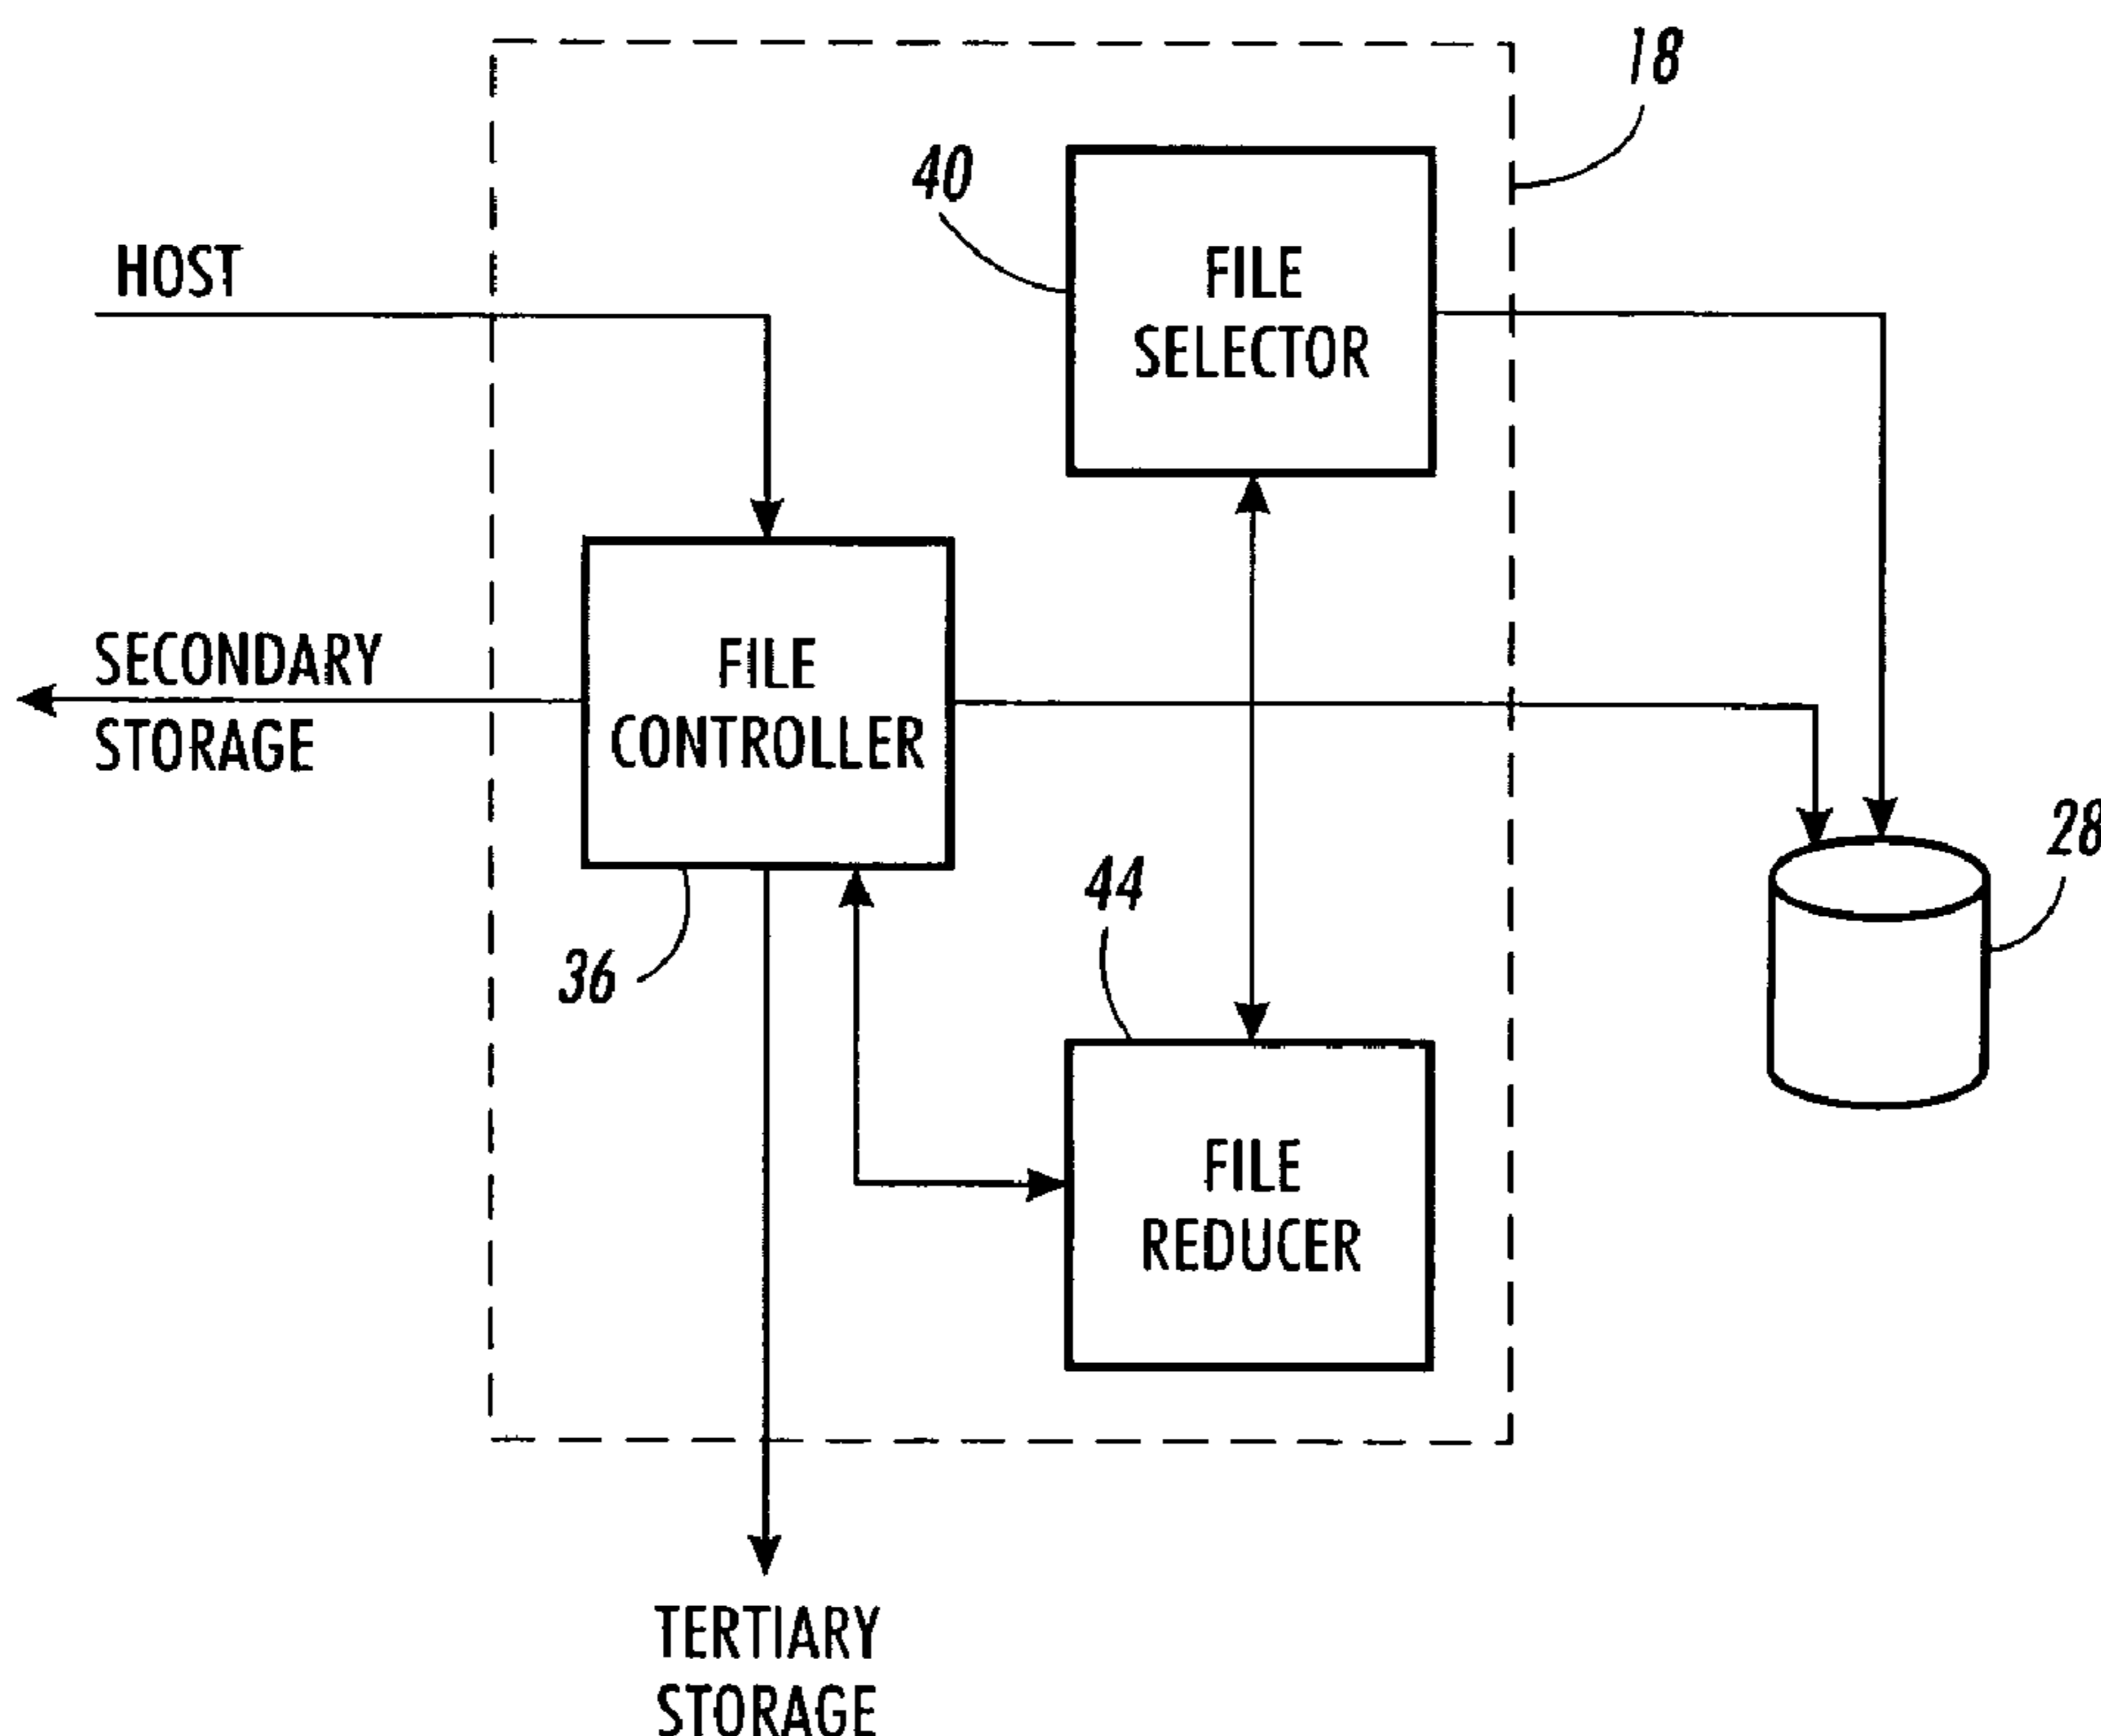 18
40
FILE
SELECTOR
HOST
FILE
CONTROLLER
SECONDARY
STORAGE
28
44
36
FILE
REDUCER
TERTIARY
STORAGE